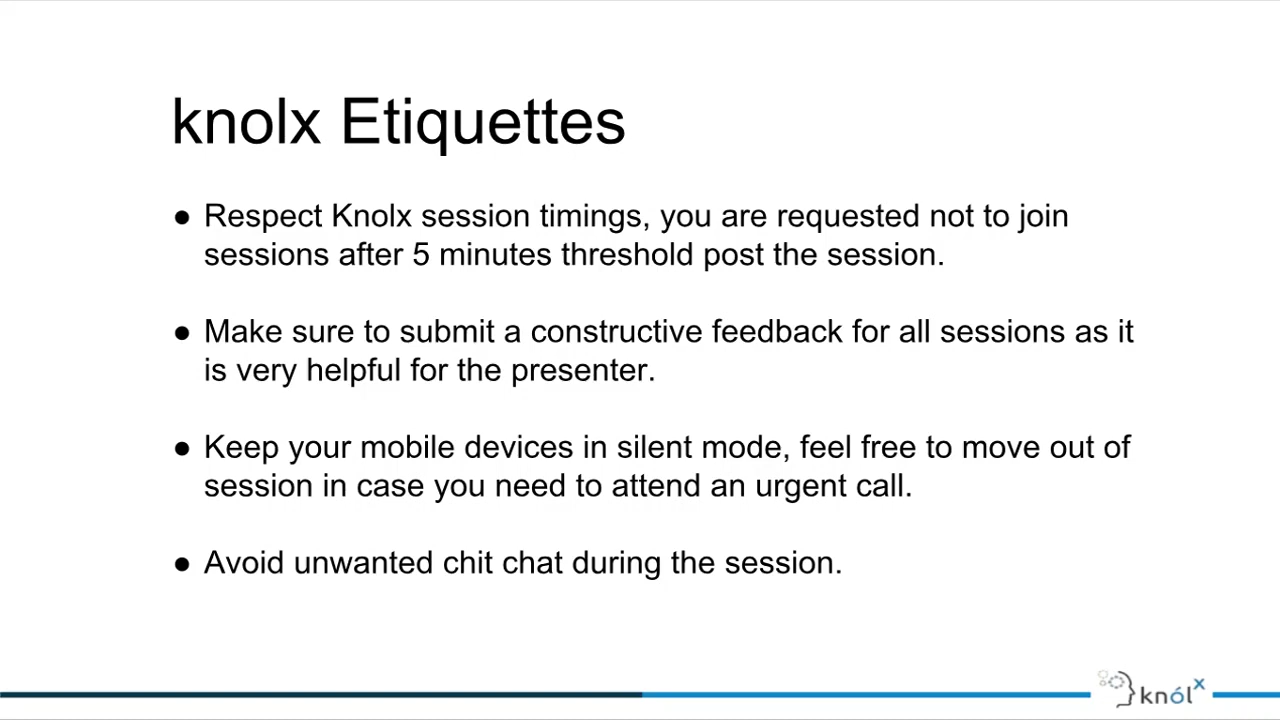 knolx Etiquettes
● Respect Knolx session timings, you are requested not to join
sessions after 5 minutes threshold post the session.
● Make sure to submit a constructive feedback for all sessions as it
is very helpful for the presenter.
● Keep your mobile devices in silent mode, feel free to move out of
session in case you need to attend an urgent call.
● Avoid unwanted chit chat during the session.
knólx